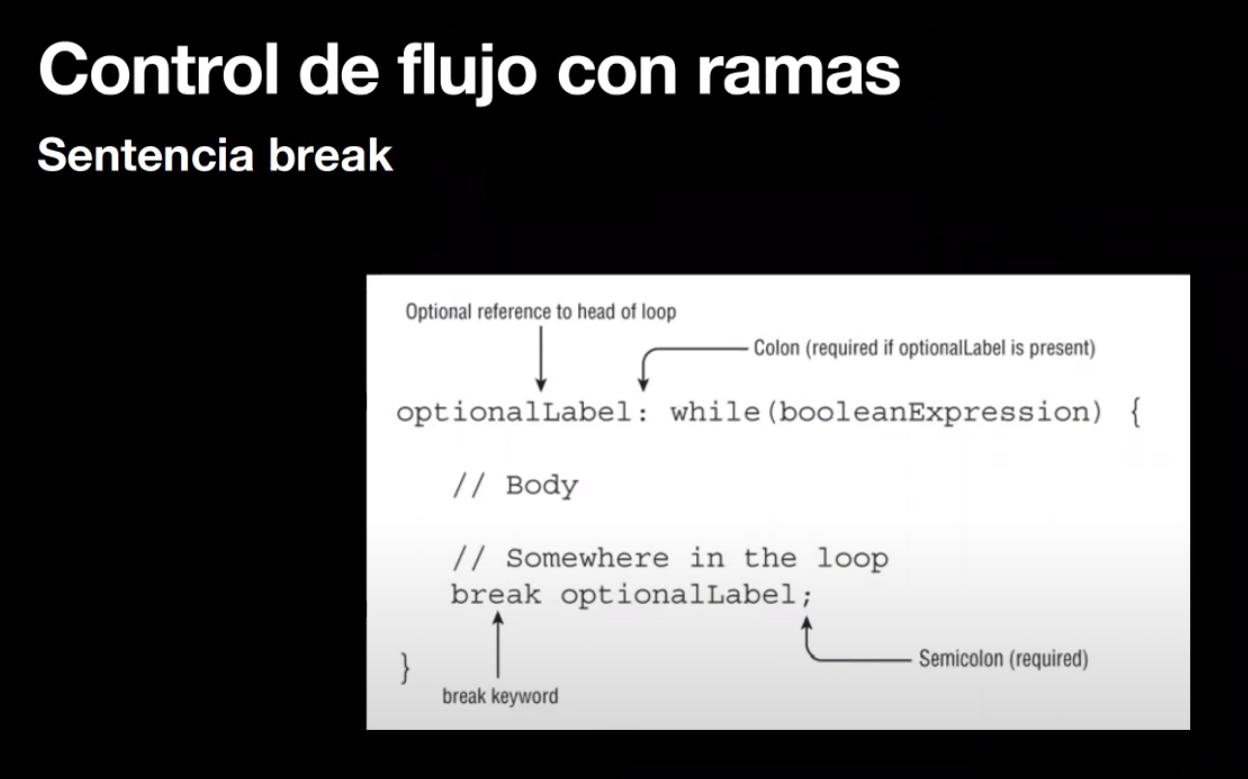 Control de flujo con ramas
Sentencia break
Optional reference to head of loop
Colon (required if optionalLabel is present)
optionalLabel: while(booleanExpression) {
// Body
// Somewhere in the loop
break optionalLabel;
Semicolon (required)
}
break keyword